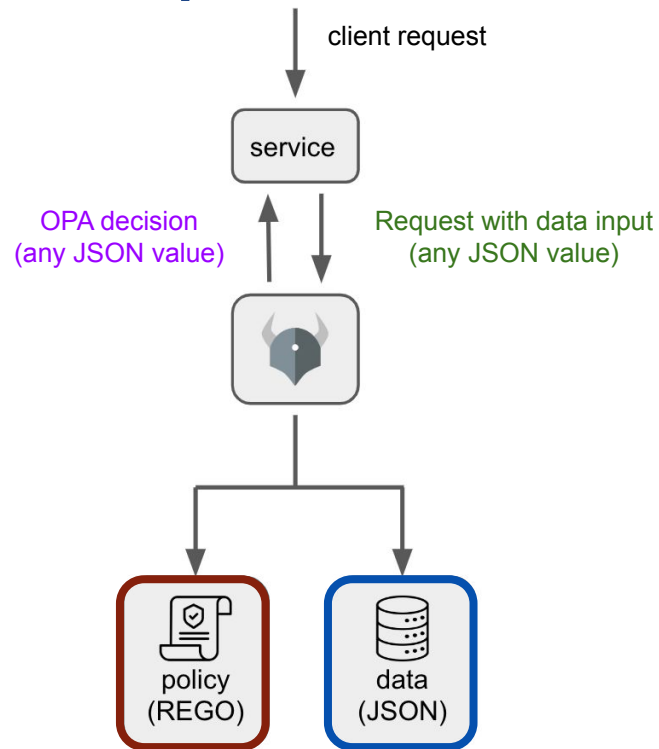 client request
service
OPA decision
(any JSON value)
Request with data input
(any JSON value)
policy
(REGO)
data
(JSON)